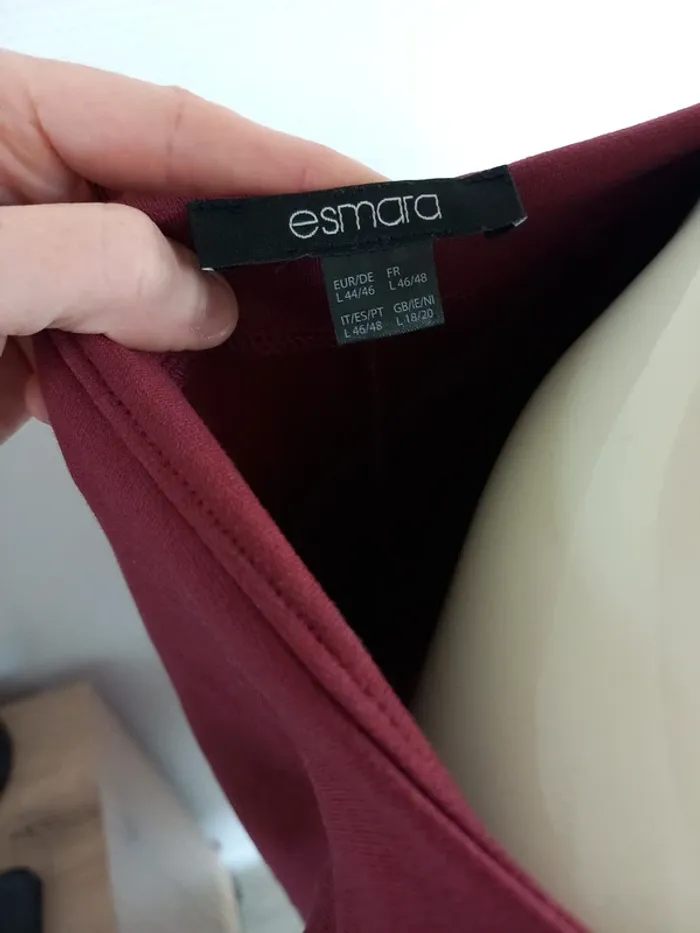 esmara
EUR/DE FR
L 44/46 L 46/48
IT/ES/PT GB/IE/NI
L 46/48 L 18/20